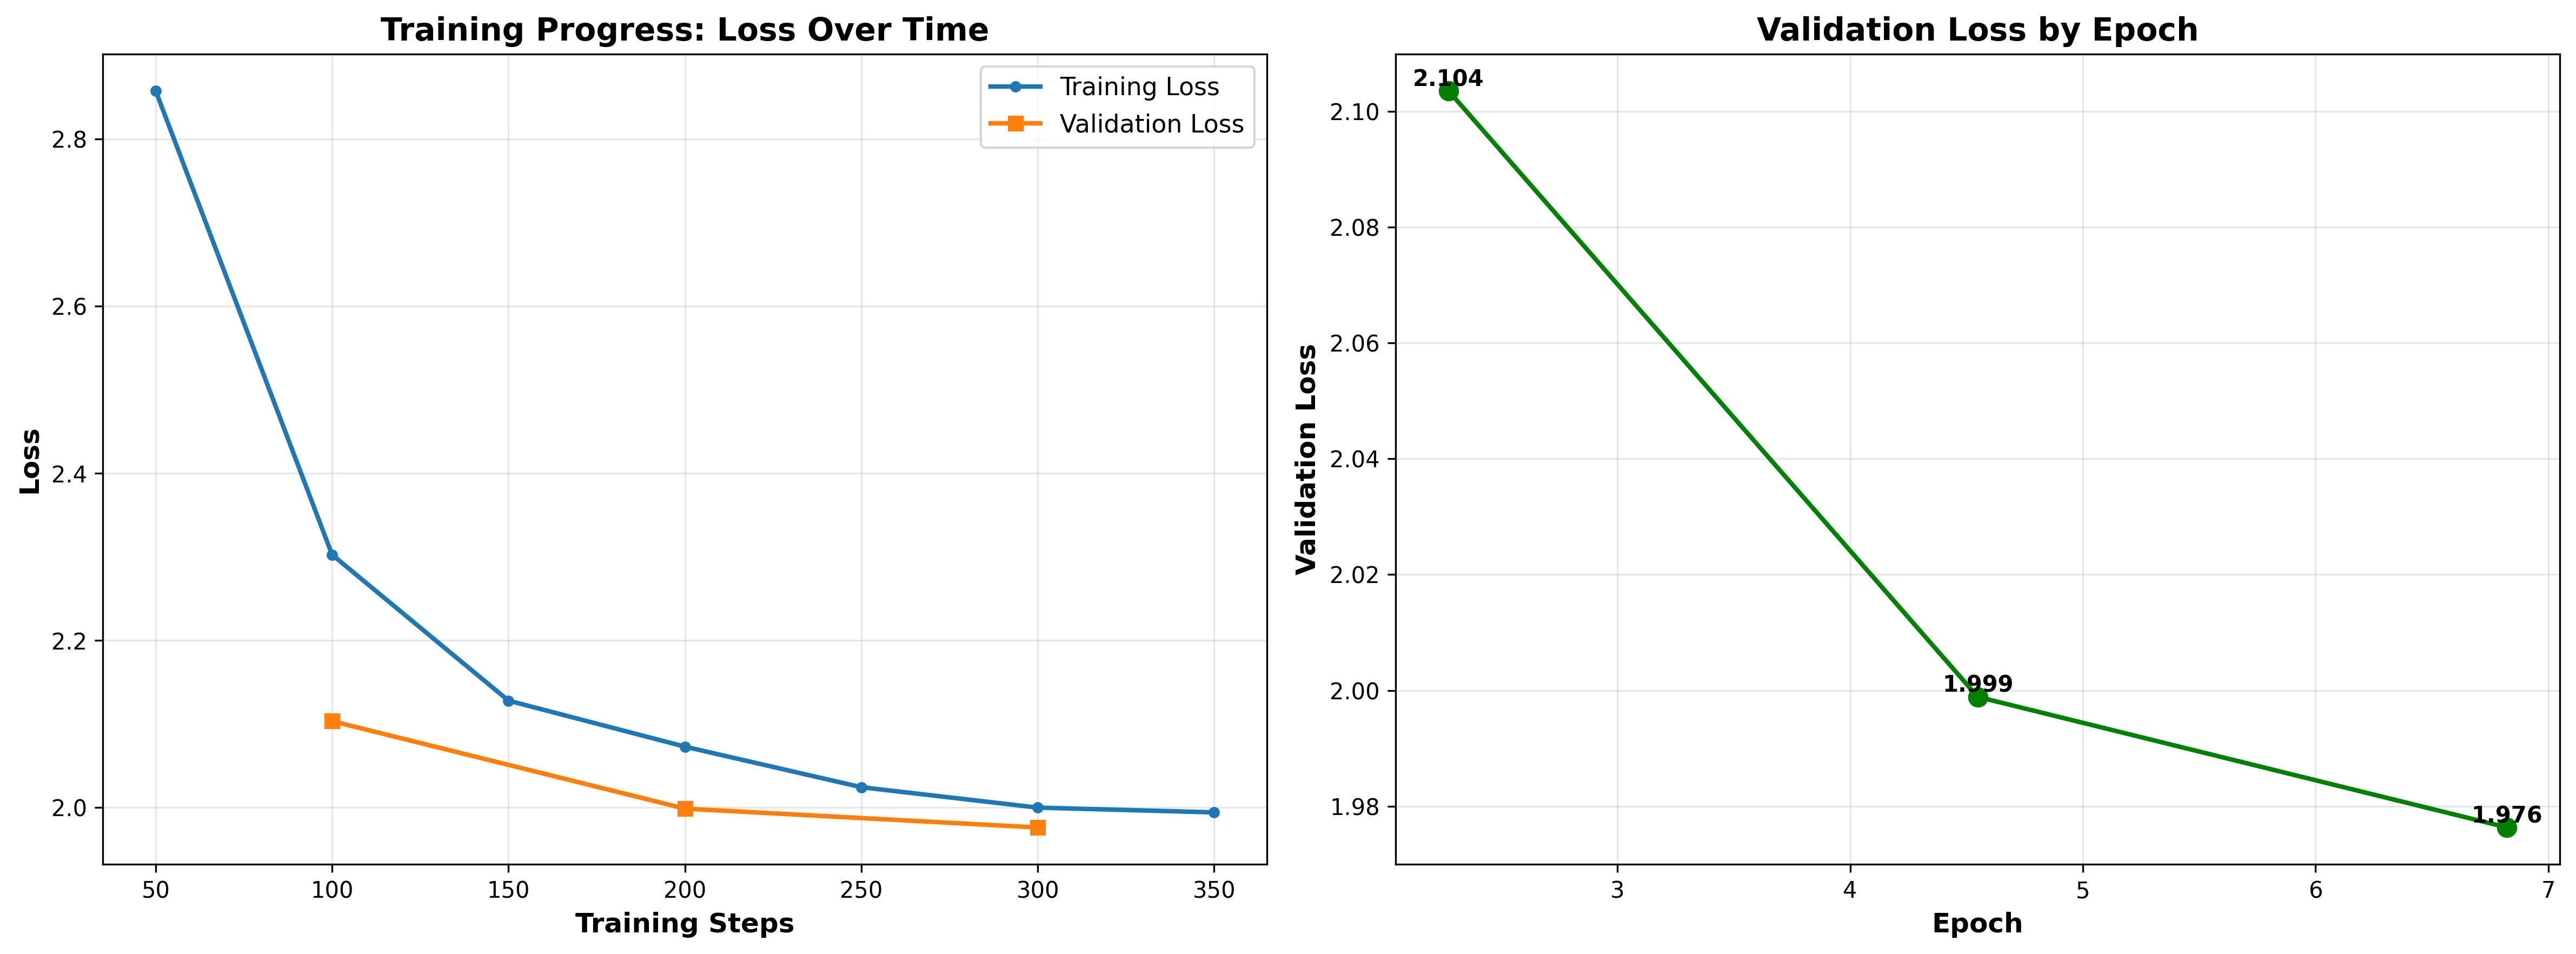 Training Progress: Loss Over Time
Training Loss
Validation Loss
2.8
2.6
2.4
2.2
2.0
Loss
50 100 150 200 250 300 350
Training Steps
Validation Loss by Epoch
2.104
1.999
1.976
2.10
2.08
2.06
2.04
2.02
2.00
1.98
Validation Loss
3 4 5 6 7
Epoch